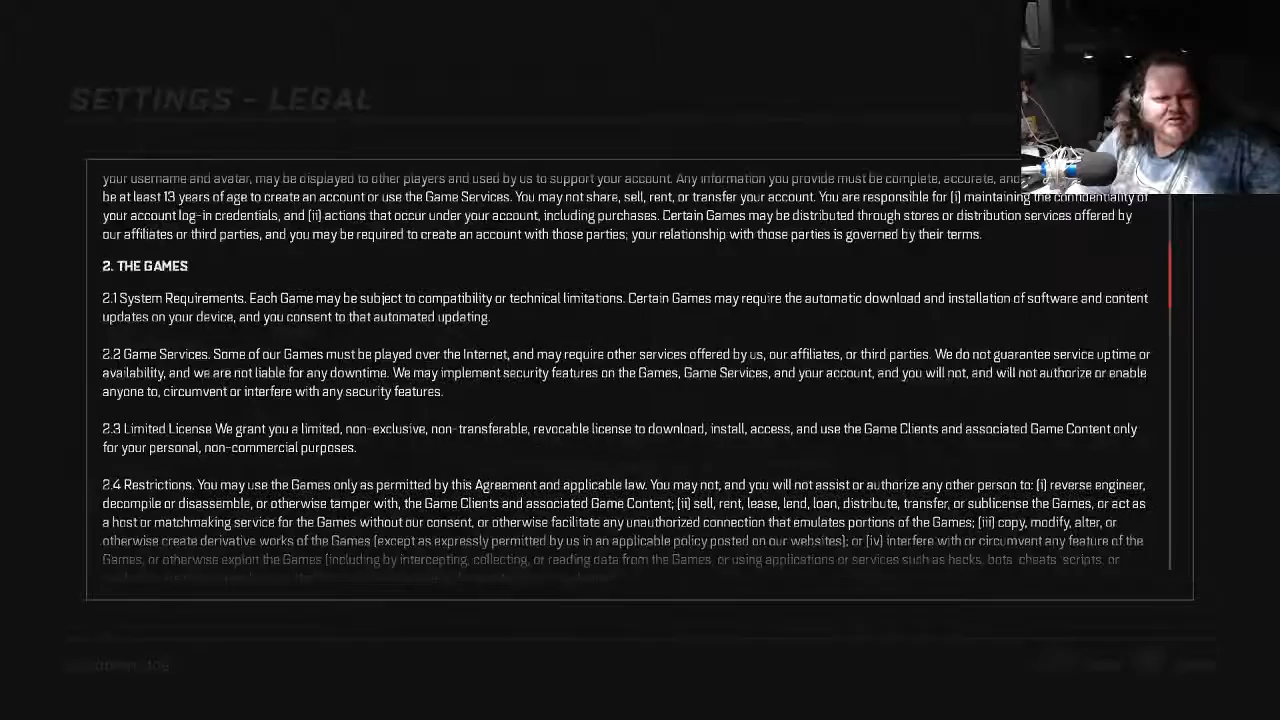 SETTINGS - LEGAL
your username and avatar, may be displayed to other players and used by us to support your account. Any information you provide must be complete, accurate, and
be at least 13 years of age to create an account or use the Game Services. You may not share, sell, rent, or transfer your account. You are responsible for (i) maintaining the confidentiality of
your account log-in credentials, and (ii) actions that occur under your account, including purchases. Certain Games may be distributed through stores or distribution services offered by
our affiliates or third parties, and you may be required to create an account with those parties; your relationship with those parties is governed by their terms.
2. THE GAMES
2.1 System Requirements. Each Game may be subject to compatibility or technical limitations. Certain Games may require the automatic download and installation of software and content
updates on your device, and you consent to that automated updating.
2.2 Game Services. Some of our Games must be played over the Internet, and may require other services offered by us, our affiliates, or third parties. We do not guarantee service uptime or
availability, and we are not liable for any downtime. We may implement security features on the Games, Game Services, and your account, and you will not, and will not authorize or enable
anyone to, circumvent or interfere with any security features.
2.3 Limited License We grant you a limited, non-exclusive, non-transferable, revocable license to download, install, access, and use the Game Clients and associated Game Content only
for your personal, non-commercial purposes.
2.4 Restrictions. You may use the Games only as permitted by this Agreement and applicable law. You may not, and you will not assist or authorize any other person to: (i) reverse engineer,
decompile or disassemble, or otherwise tamper with, the Game Clients and associated Game Content; (ii) sell, rent, lease, lend, loan, distribute, transfer, or sublicense the Games, or act as
a host or matchmaking service for the Games without our consent, or otherwise facilitate any unauthorized connection that emulates portions of the Games; (iii) copy, modify, alter, or
otherwise create derivative works of the Games (except as expressly permitted by us in an applicable policy posted on our websites); or (iv) interfere with or circumvent any feature of the
Games, or otherwise exploit the Games (including by intercepting, collecting, or reading data from the Games, or using applications or services such as hacks, bots, cheats, scripts, or